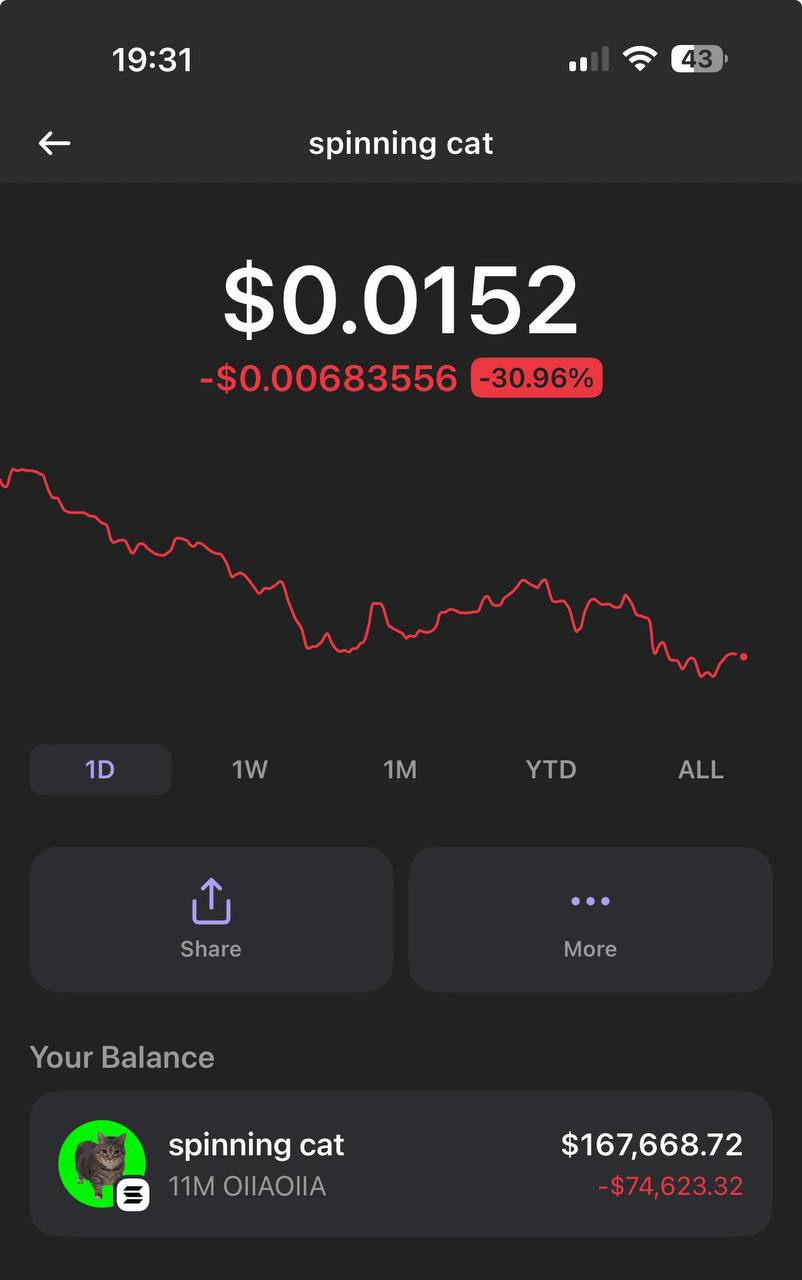 19:31
43
spinning cat
$0.0152
-$0.00683556 -30.96%
1D 1W 1M YTD ALL
Share More
Your Balance
spinning cat $167,668.72
11M OIIAOIIA -$74,623.32